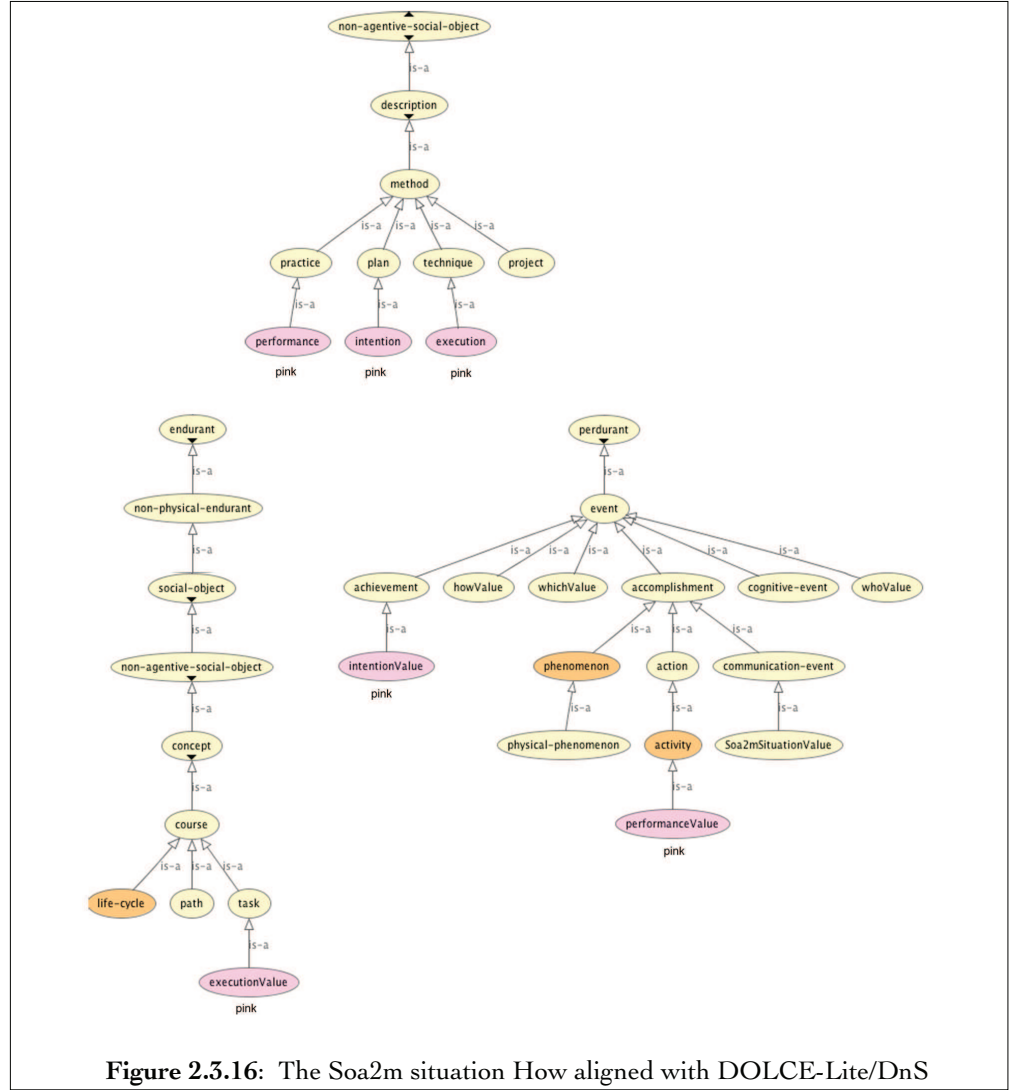 non-agentive-social-object
is-a
description
is-a
method
is-a is-a is-a is-a
practice plan technique project
is-a is-a is-a
performance intention execution
pink pink pink
endurant
is-a
non-physical-endurant
is-a
social-object
is-a
non-agentive-social-object
is-a
concept
is-a
course
is-a is-a is-a
life-cycle path task
is-a
executionValue
pink
perdurant
is-a
event
is-a is-a is-a is-a is-a is-a
achievement howValue whichValue accomplishment cognitive-event whoValue
is-a is-a is-a is-a
intentionValue phenomenon action communication-event
pink
is-a is-a is-a
physical-phenomenon activity Soa2mSituationValue
is-a
performanceValue
pink
Figure 2.3.16: The Soa2m situation How aligned with DOLCE-Lite/DnS